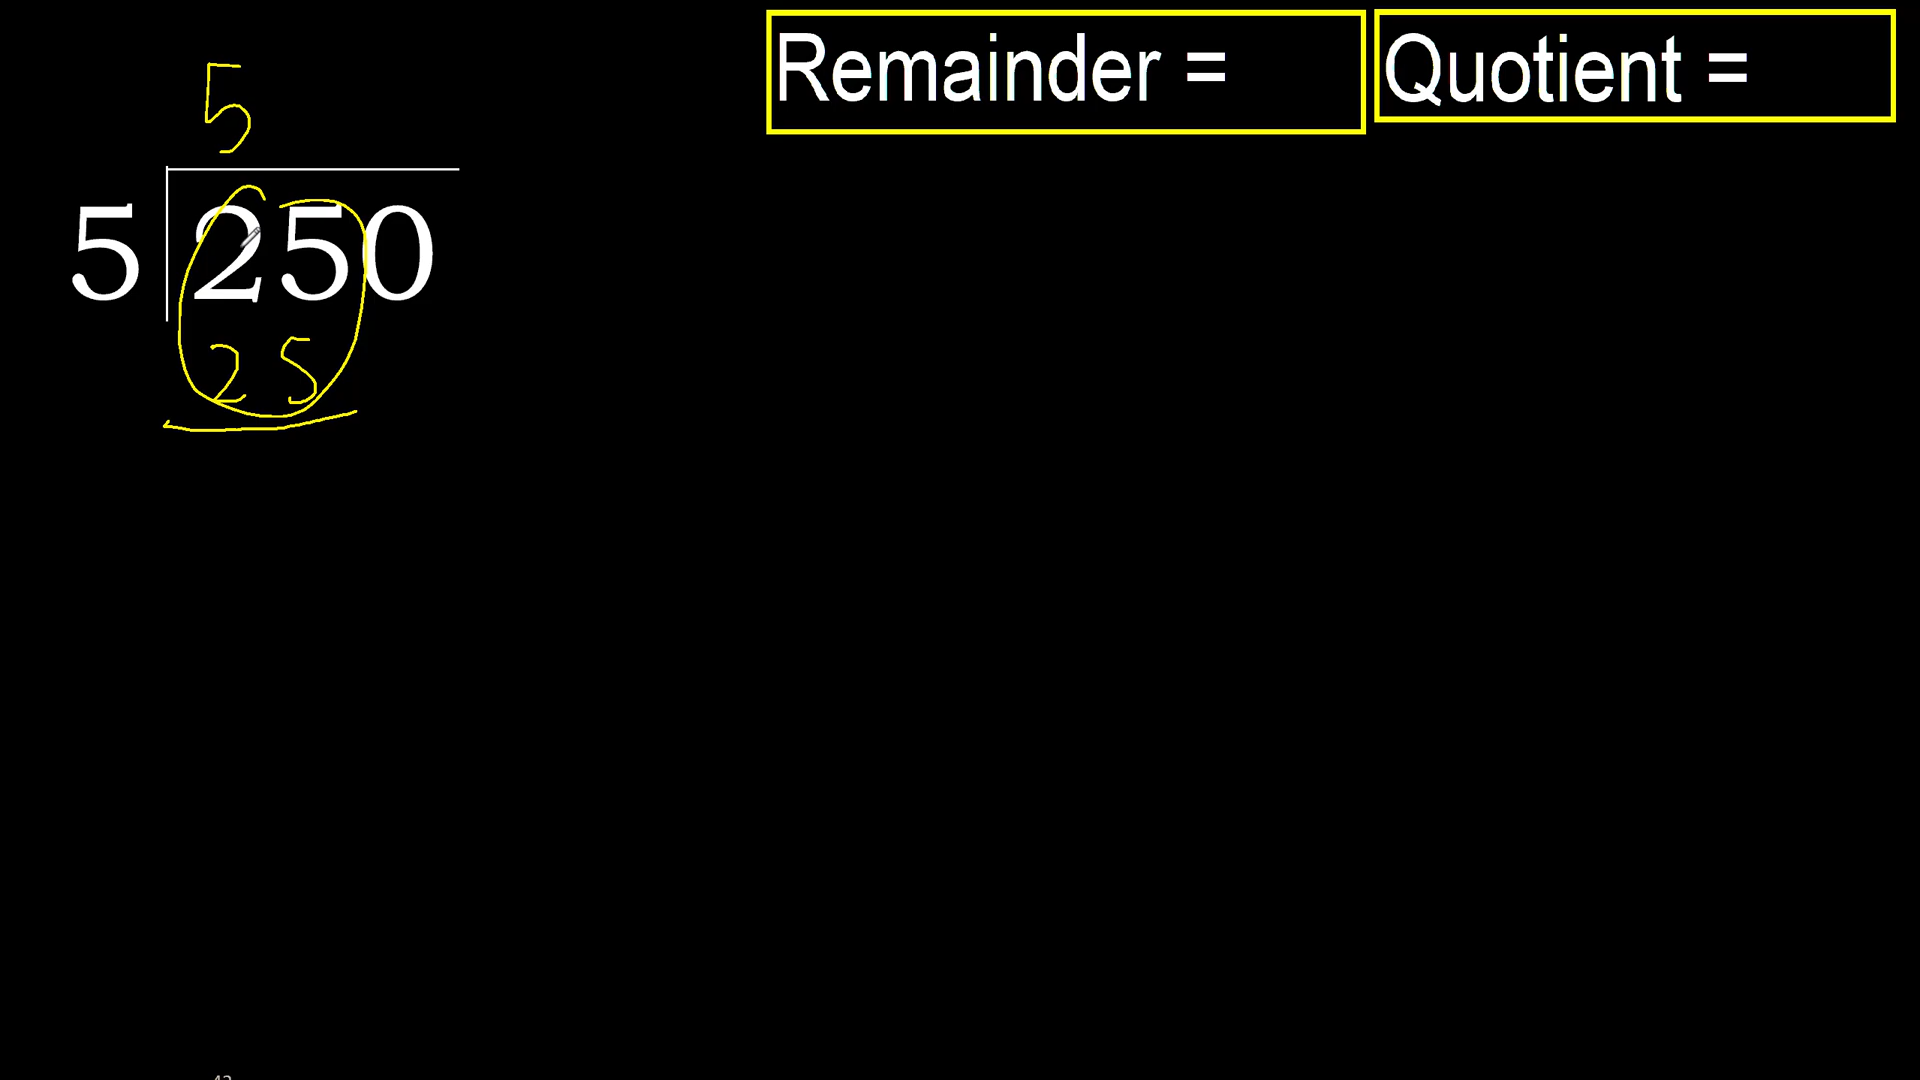 Remainder =
Quotient =
5
5 250
25